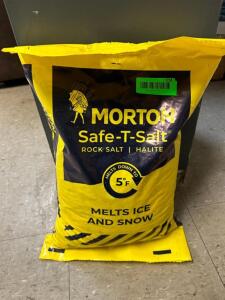 MORTON
Safe-T-Salt
ROCK SALT | HALITE
MELTS DOWN TO
5°F
MELTS ICE
AND SNOW